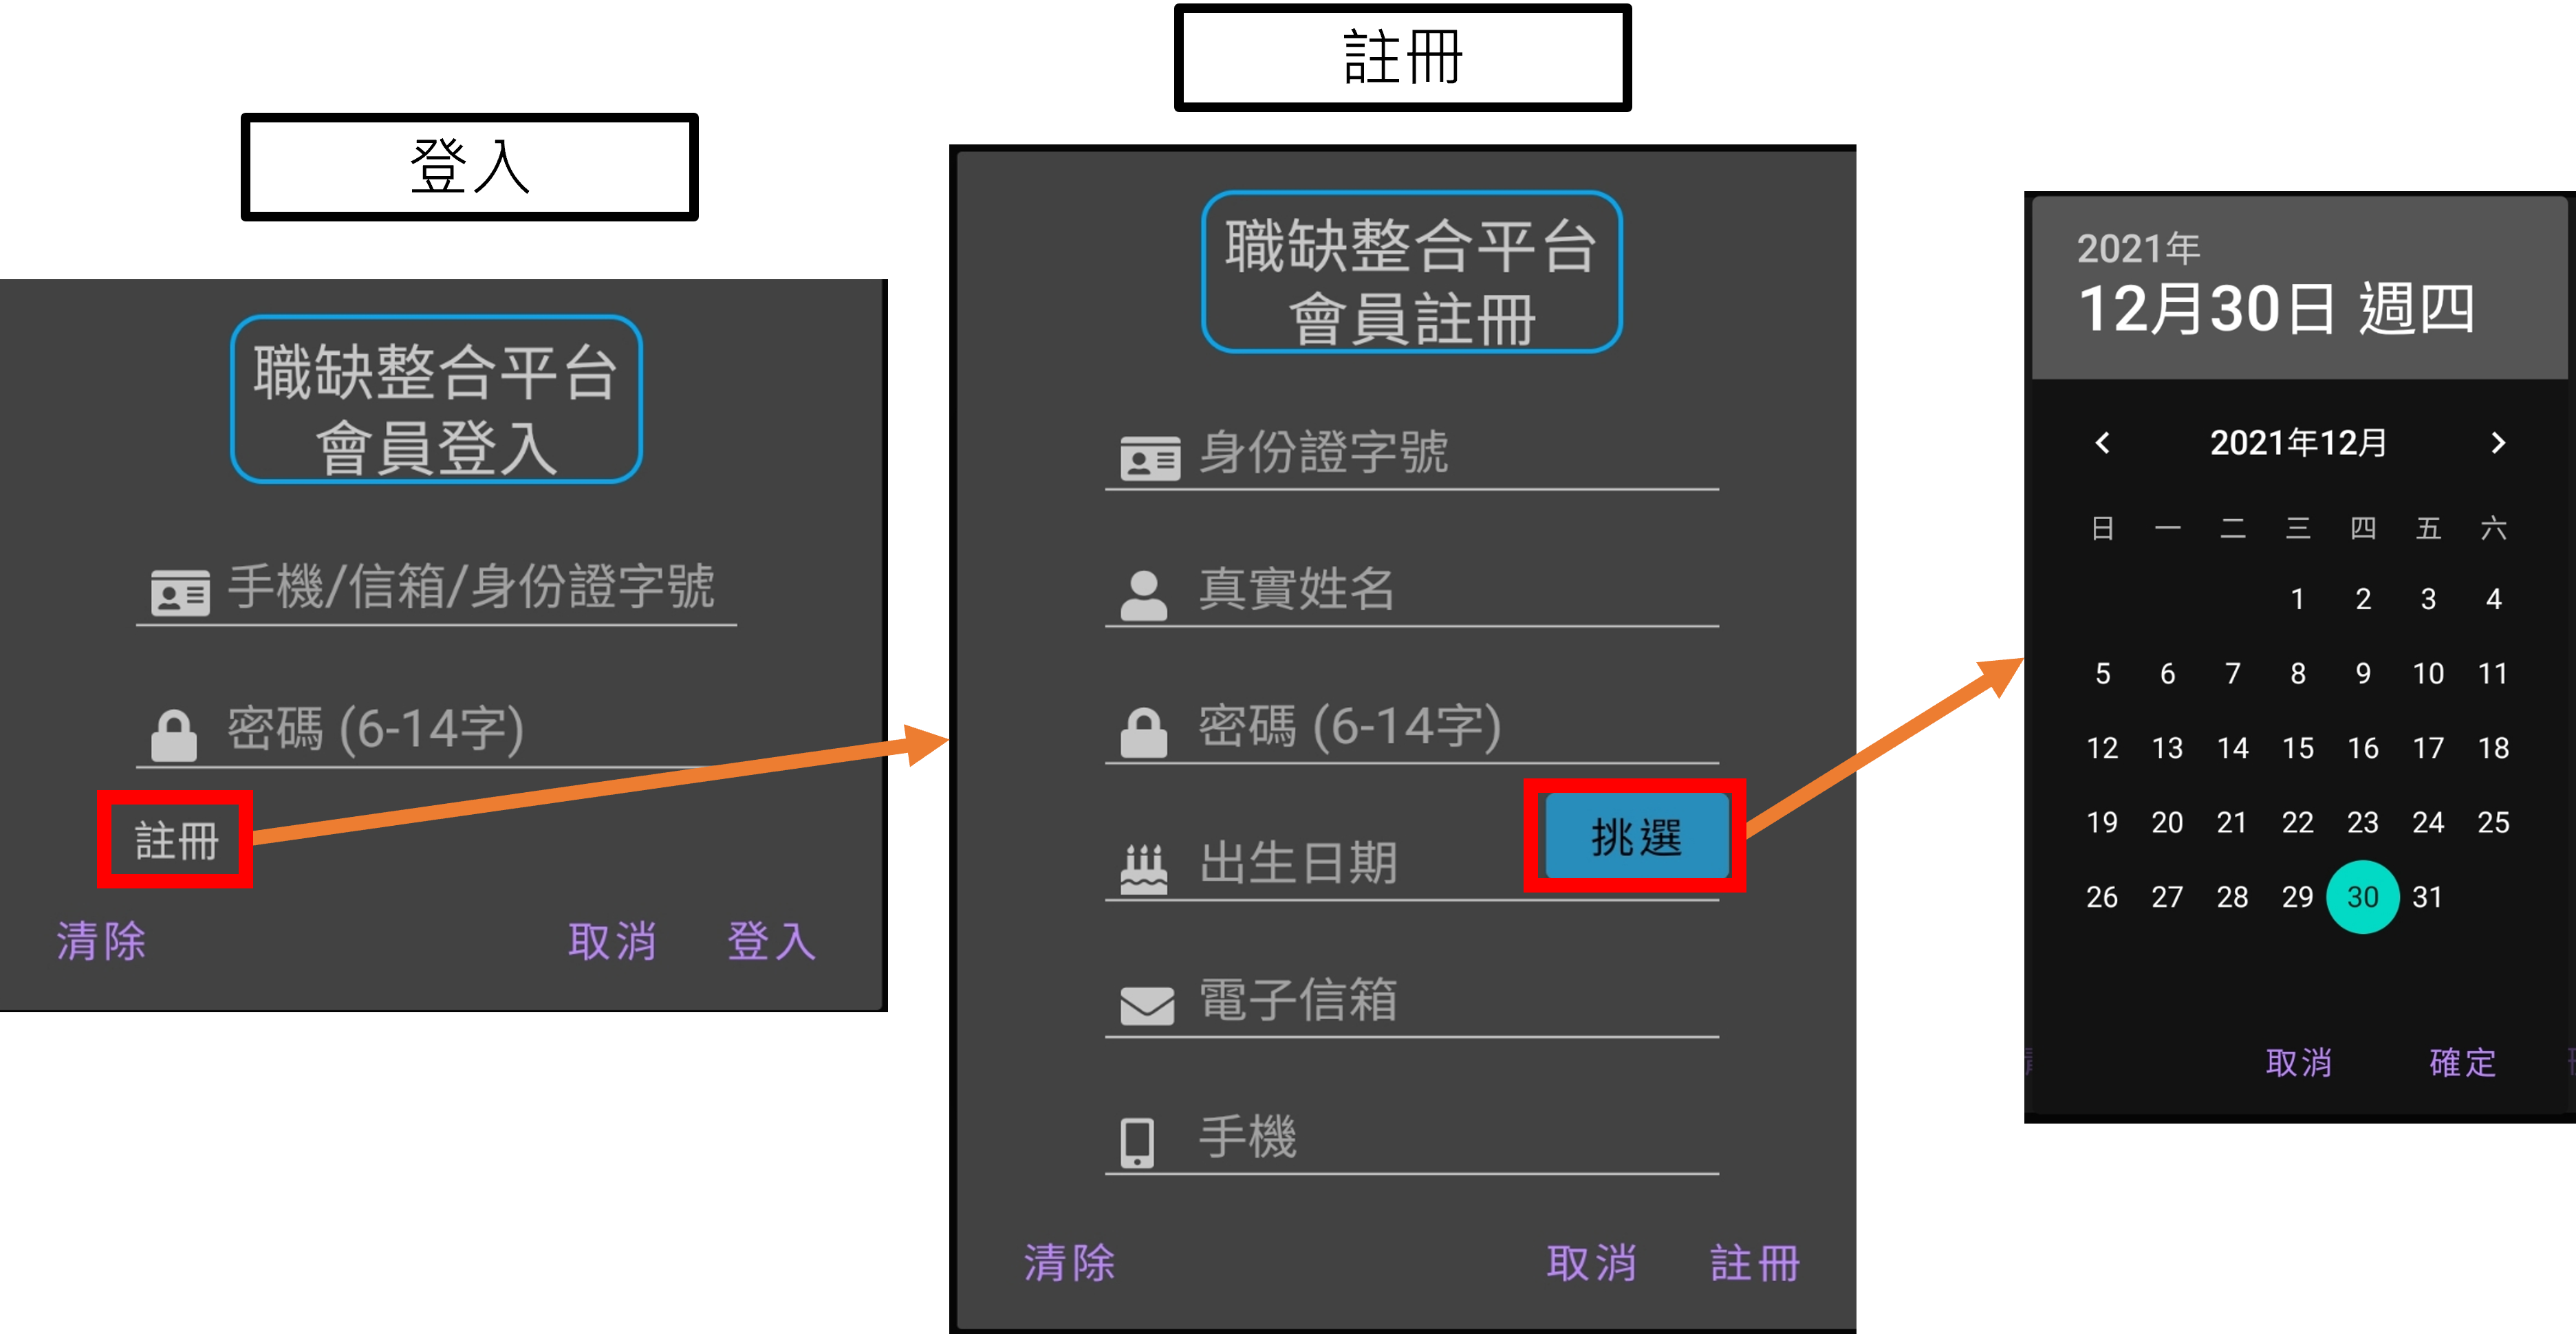 登入
職缺整合平台
會員登入
手機/信箱/身份證字號
密碼 (6-14字)
註冊
清除 取消 登入
註冊
職缺整合平台
會員註冊
身份證字號
真實姓名
密碼 (6-14字)
出生日期 挑選
電子信箱
手機
清除 取消 註冊
2021年
12月30日 週四
2021年12月
日 一 二 三 四 五 六
1 2 3 4
5 6 7 8 9 10 11
12 13 14 15 16 17 18
19 20 21 22 23 24 25
26 27 28 29 30 31
取消 確定